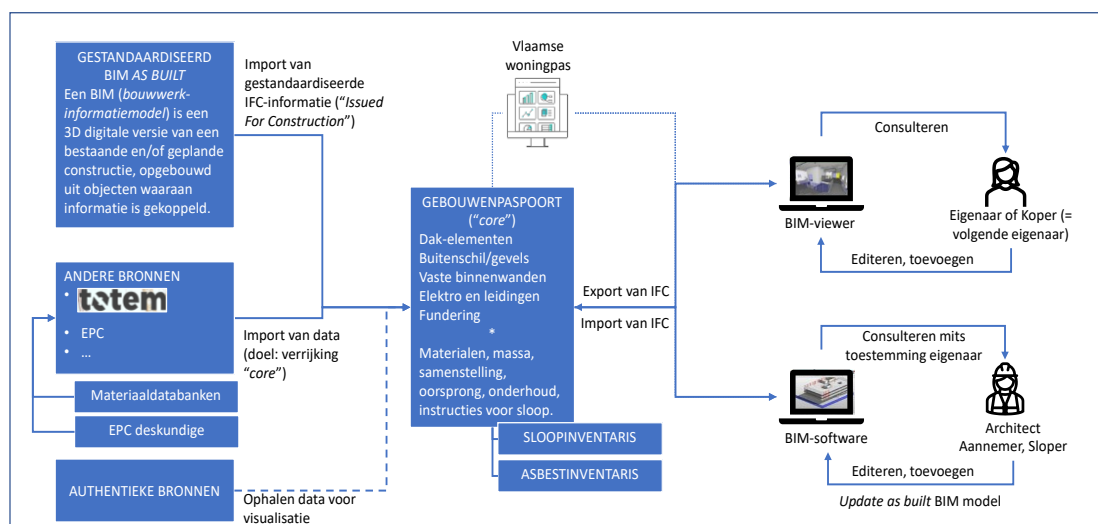 GESTANDAARDISEERD
BIM AS BUILT
Een BIM (bouwwerk-
informatiemodel) is een
3D digitale versie van een
bestaande en/of geplande
constructie, opgebouwd
uit objecten waaraan
informatie is gekoppeld.
Import van
gestandaardiseerde
IFC-informatie (“Issued
For Construction”)
ANDERE BRONNEN
• totem
• EPC
• …
Materiaaldatabanken
EPC deskundige
Import van data
(doel: verrijking
“core”)
AUTHENTIEKE BRONNEN
Ophalen data voor
visualisatie
Vlaamse
woningpas
GEBOUWENPASPOORT
(“core”)
Dak-elementen
Buitenschil/gevels
Vaste binnenwanden
Elektro en leidingen
Fundering
*
Materialen, massa,
samenstelling,
oorsprong, onderhoud,
instructies voor sloop.
SLOOPINVENTARIS
ASBESTINVENTARIS
Export van IFC
Import van IFC
BIM-viewer
Consulteren
Eigenaar of Koper (=
volgende eigenaar)
Editeren, toevoegen
Consulteren mits
toestemming eigenaar
BIM-software
Architect
Aannemer, Sloper
Editeren, toevoegen
Update as built BIM model